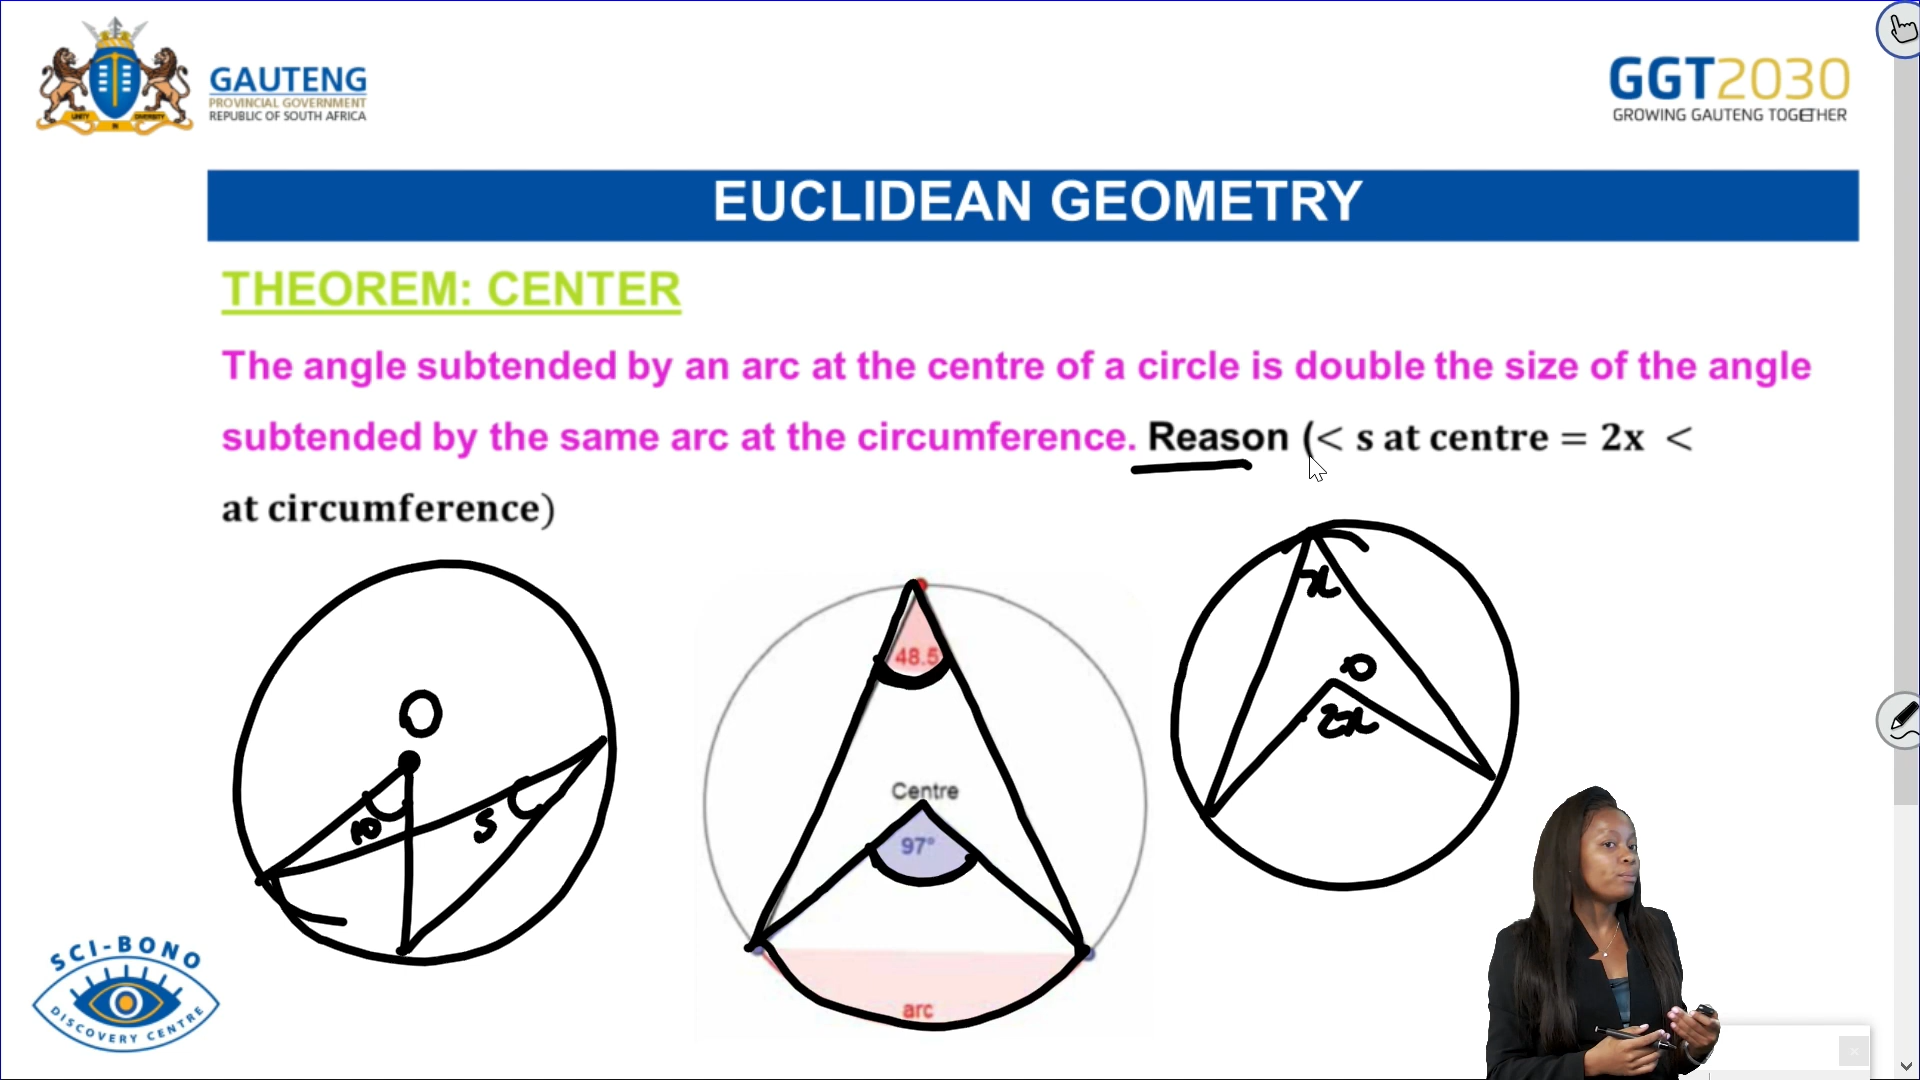 GAUTENG
PROVINCIAL GOVERNMENT
REPUBLIC OF SOUTH AFRICA
UNITY IN DIVERSITY
GGT2030
GROWING GAUTENG TOGETHER
EUCLIDEAN GEOMETRY
THEOREM: CENTER
The angle subtended by an arc at the centre of a circle is double the size of the angle
subtended by the same arc at the circumference. Reason (< s at centre = 2x <
at circumference)
O
10
5
48.5
Centre
97°
arc
x
O
2x
SCI-BONO
DISCOVERY CENTRE